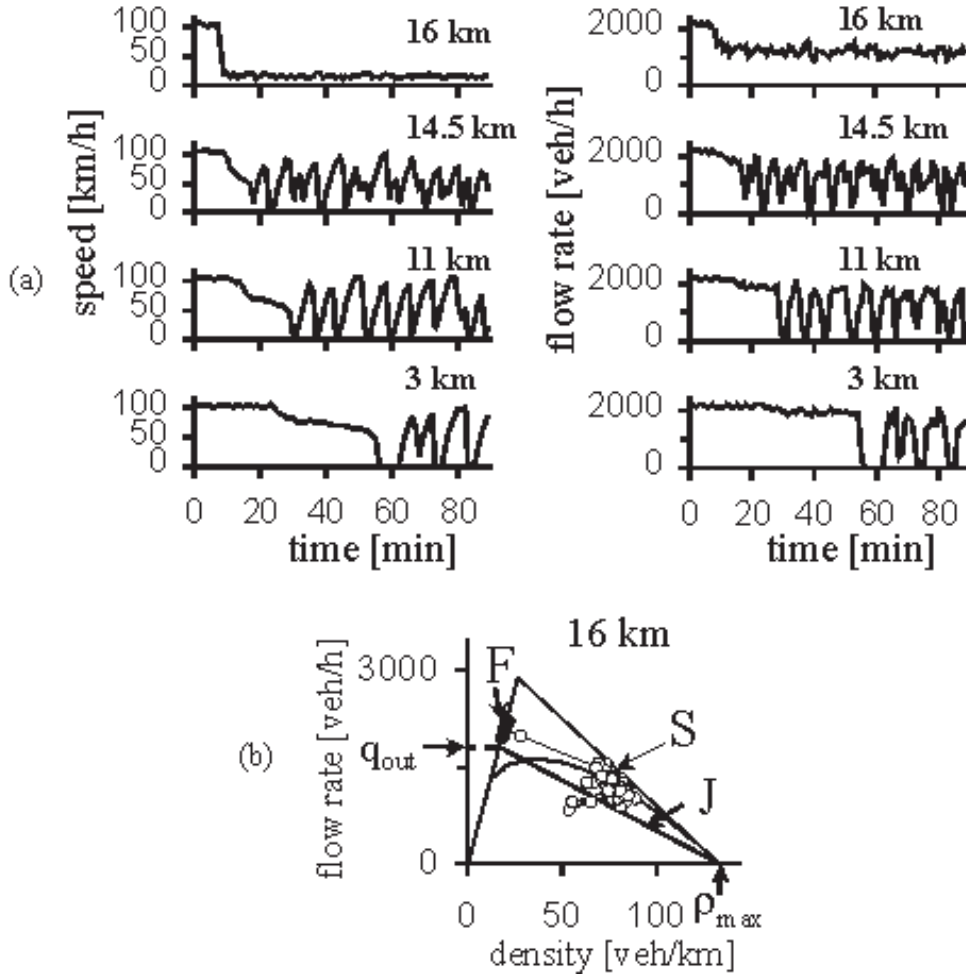 (a)
speed [km/h]
16 km
100
50
0
14.5 km
100
50
0
11 km
100
50
0
3 km
100
50
0
0 20 40 60 80
time [min]
flow rate [veh/h]
16 km
2000
0
14.5 km
2000
0
11 km
2000
0
3 km
2000
0
0 20 40 60 80
time [min]
(b)
16 km
flow rate [veh/h]
3000
F
S
q_out
J
0
ρ_max
0 50 100
density [veh/km]